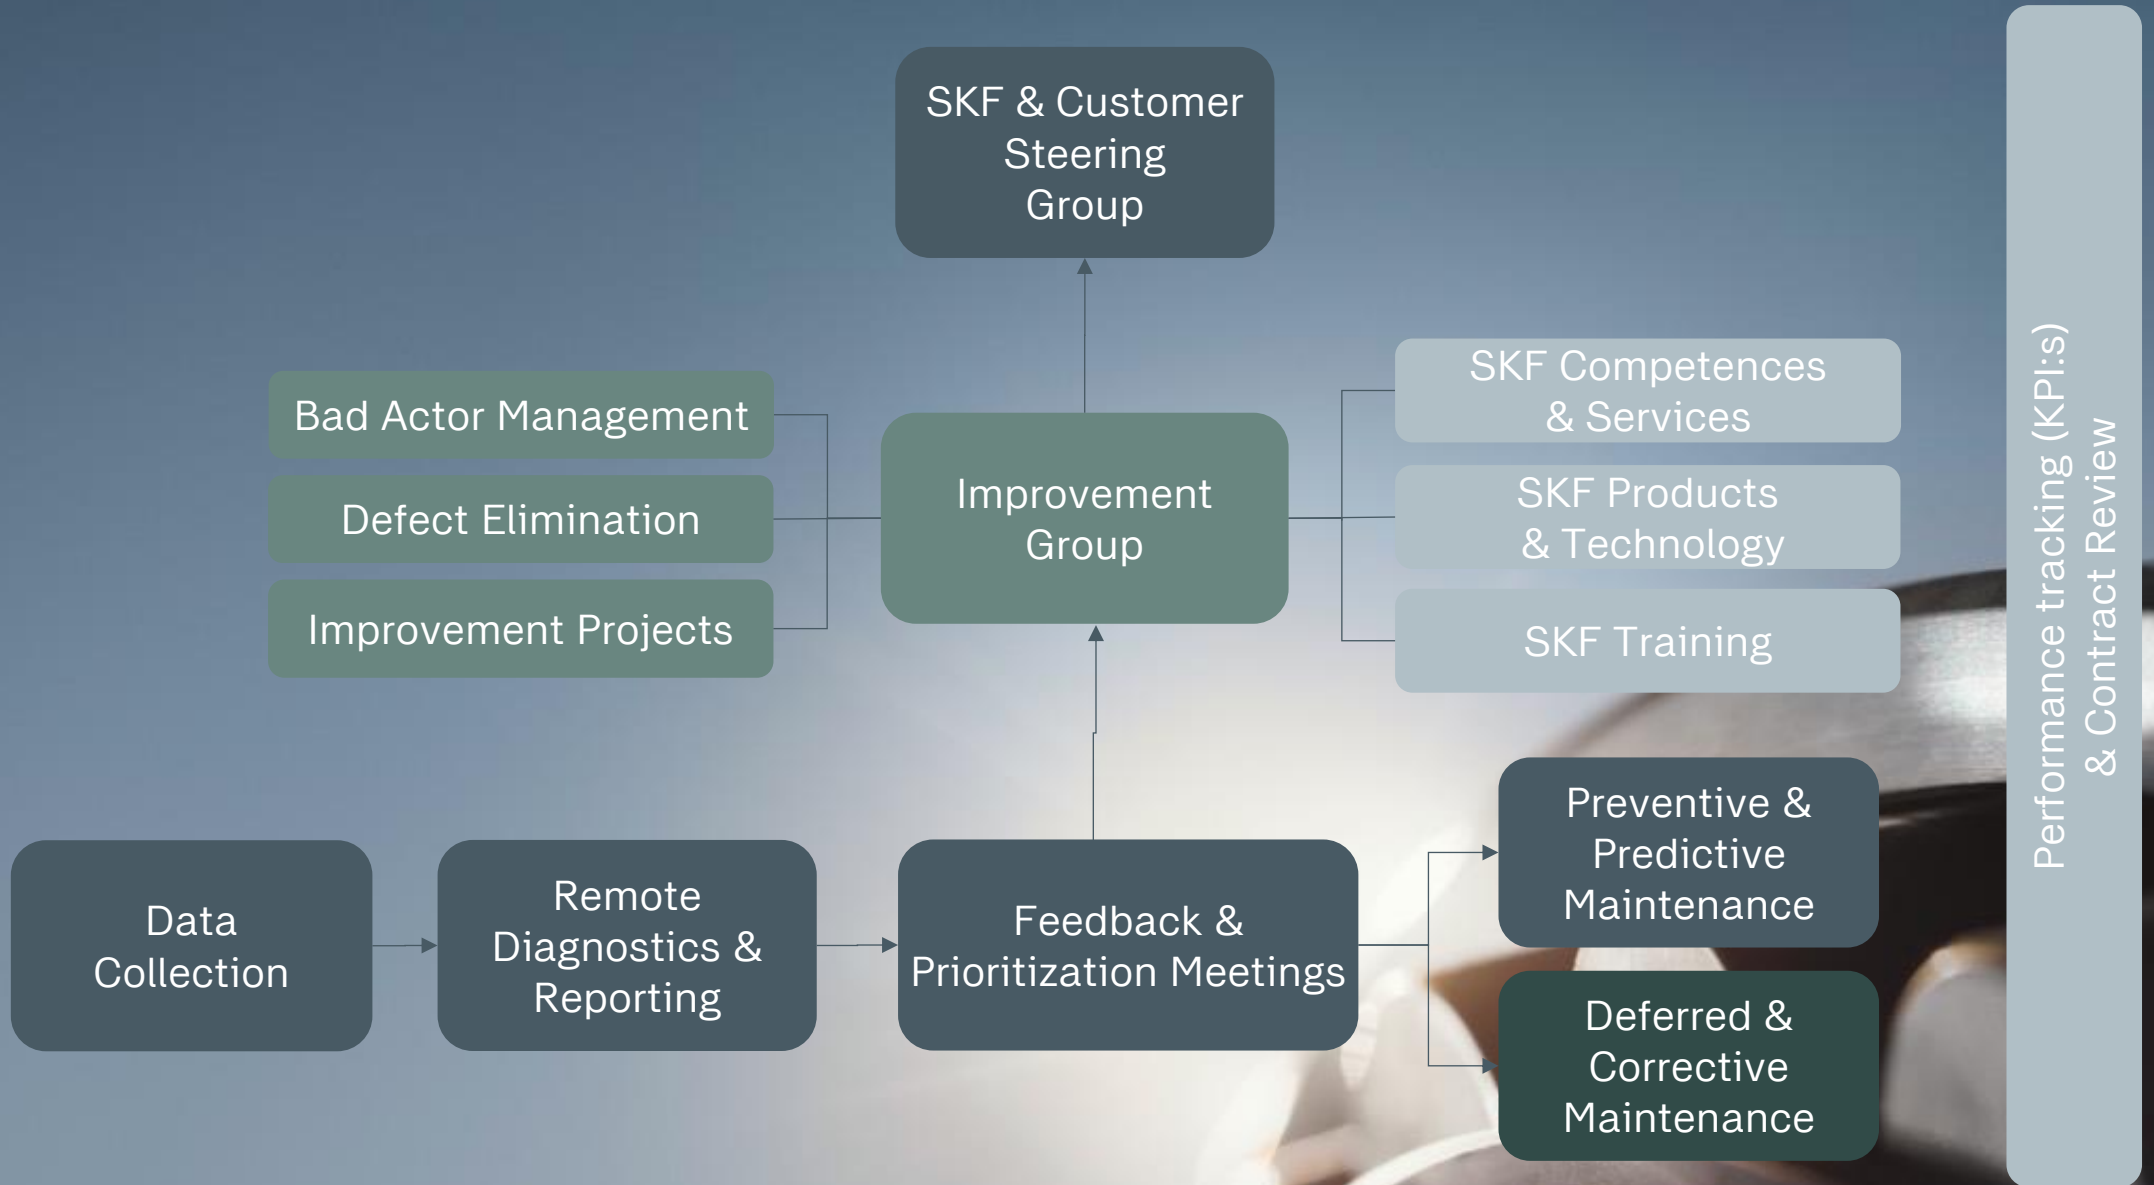 SKF & Customer
Steering
Group
Bad Actor Management
Defect Elimination
Improvement Projects
Improvement
Group
SKF Competences
& Services
SKF Products
& Technology
SKF Training
Data
Collection
Remote
Diagnostics &
Reporting
Feedback &
Prioritization Meetings
Preventive &
Predictive
Maintenance
Deferred &
Corrective
Maintenance
Performance tracking (KPI:s)
& Contract Review